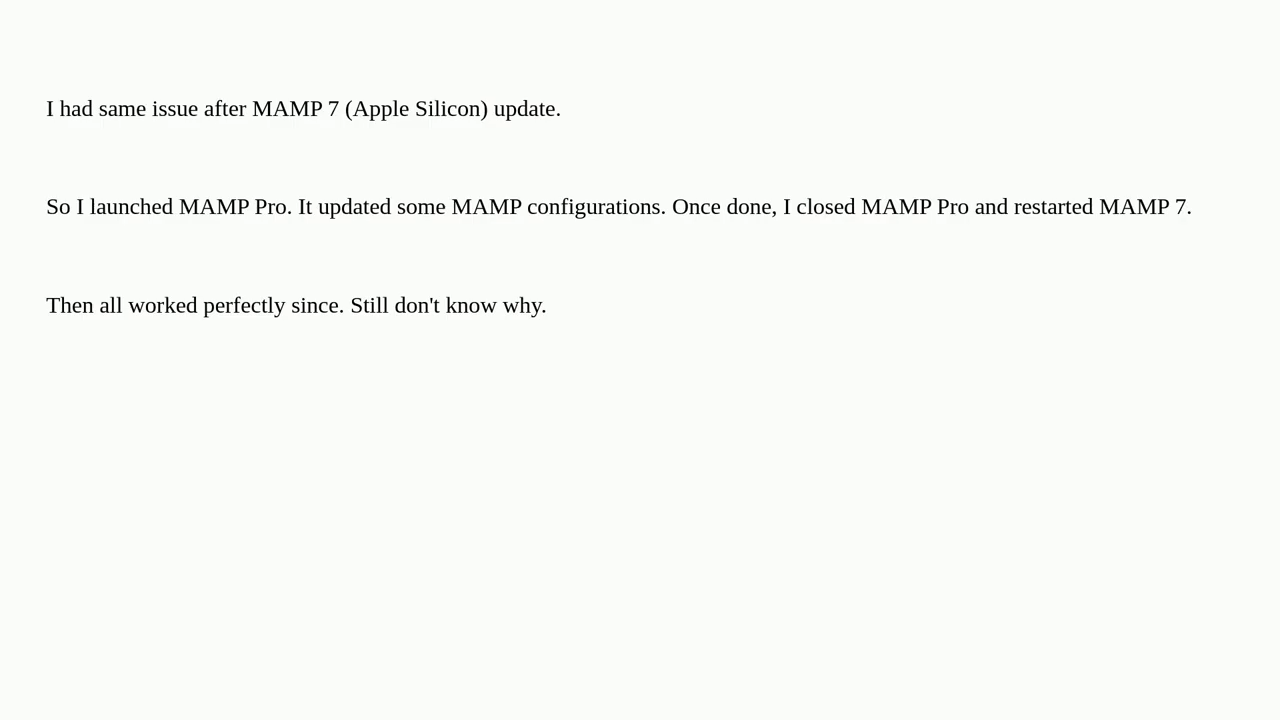 I had same issue after MAMP 7 (Apple Silicon) update.
So I launched MAMP Pro. It updated some MAMP configurations. Once done, I closed MAMP Pro and restarted MAMP 7.
Then all worked perfectly since. Still don't know why.